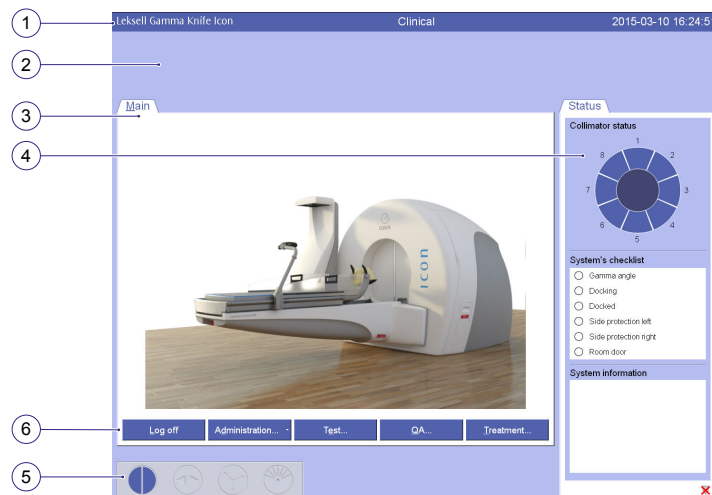 1
Leksell Gamma Knife Icon
Clinical
2015-03-10 16:24:5
2
3
Main
4
Status
Collimator status
1
2
3
4
5
6
7
8
icon
System's checklist
Gamma angle
Docking
Docked
Side protection left
Side protection right
Room door
System information
6
Log off
Administration...
Test...
QA...
Treatment...
5